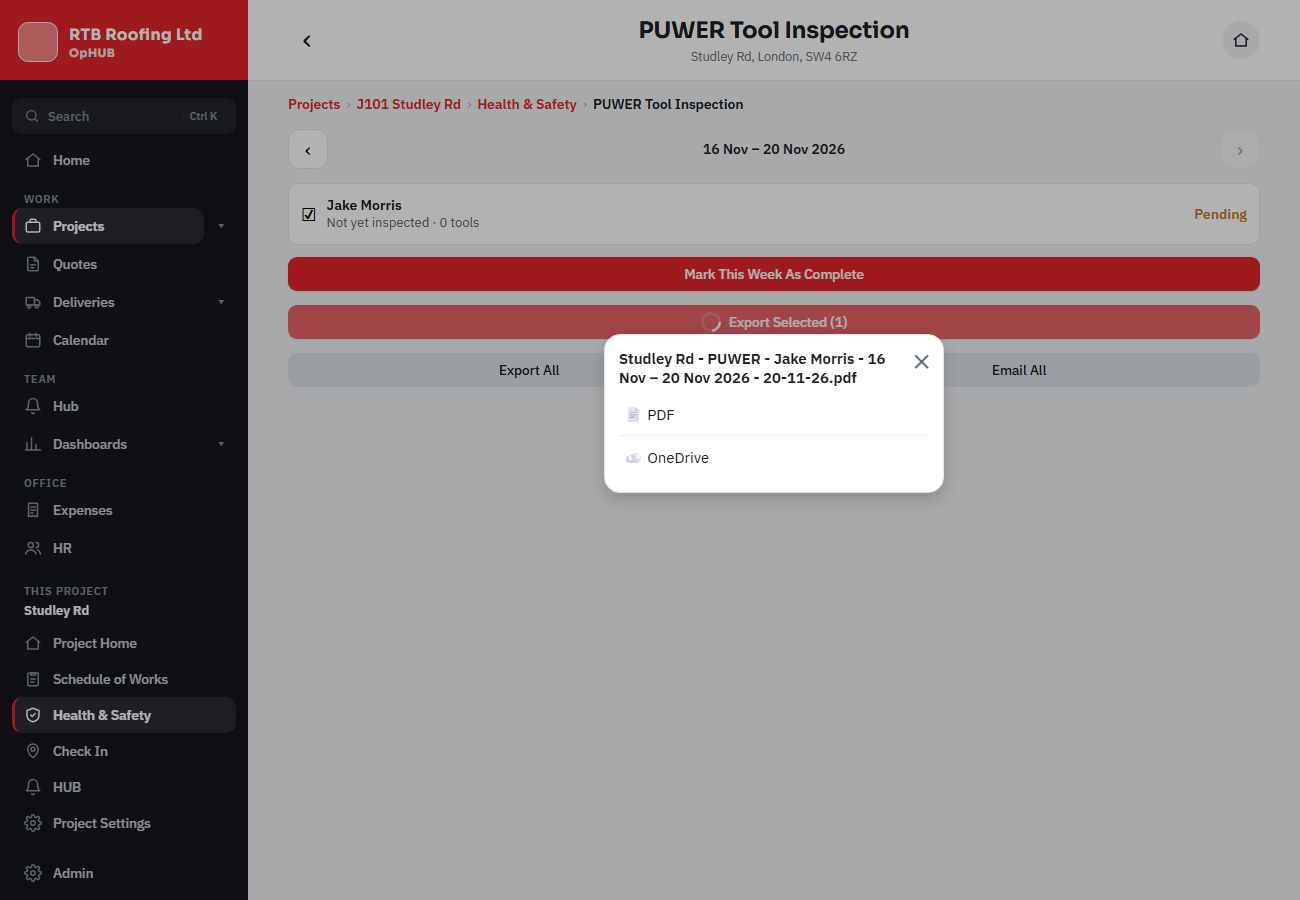 RTB Roofing Ltd
OpHUB
Search Ctrl K
Home
WORK
Projects
Quotes
Deliveries
Calendar
TEAM
Hub
Dashboards
OFFICE
Expenses
HR
THIS PROJECT
Studley Rd
Project Home
Schedule of Works
Health & Safety
Check In
HUB
Project Settings
Admin
PUWER Tool Inspection
Studley Rd, London, SW4 6RZ
Projects › J101 Studley Rd › Health & Safety › PUWER Tool Inspection
16 Nov – 20 Nov 2026
Jake Morris
Not yet inspected · 0 tools
Pending
Mark This Week As Complete
Export Selected (1)
Export All
Email All
Studley Rd - PUWER - Jake Morris - 16
Nov – 20 Nov 2026 - 20-11-26.pdf
PDF
OneDrive